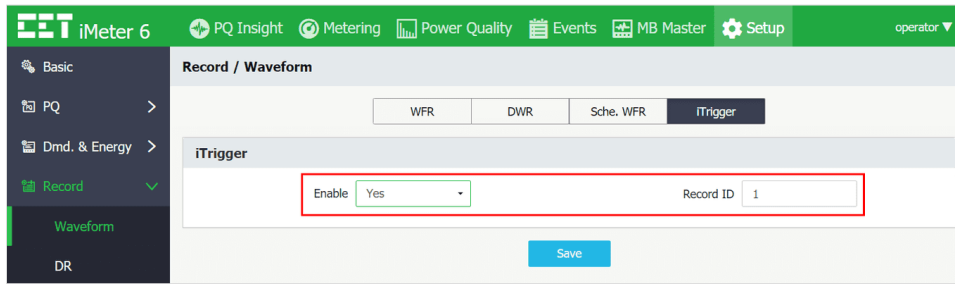 CET iMeter 6 PQ Insight Metering Power Quality Events MB Master Setup operator
Basic
Record / Waveform
PQ
WFR DWR Sche. WFR iTrigger
Dmd. & Energy
iTrigger
Record
Enable Yes Record ID 1
Waveform
Save
DR